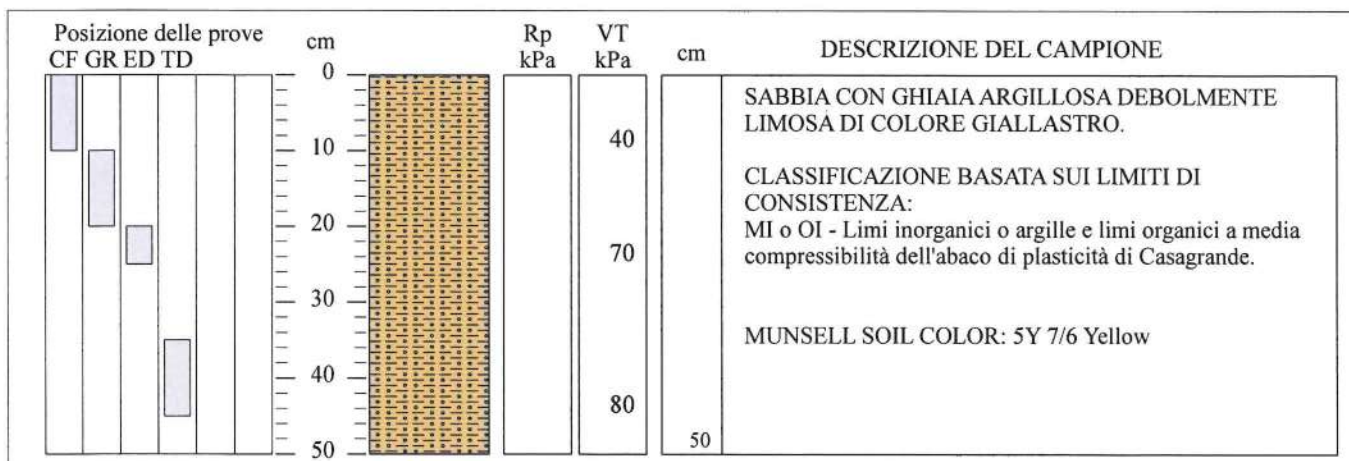 Posizione delle prove
CF GR ED TD
cm
Rp
kPa
VT
kPa
cm
DESCRIZIONE DEL CAMPIONE
0
10
20
30
40
50
40
70
80
50
SABBIA CON GHIAIA ARGILLOSA DEBOLMENTE
LIMOSA DI COLORE GIALLASTRO.
CLASSIFICAZIONE BASATA SUI LIMITI DI
CONSISTENZA:
MI o OI - Limi inorganici o argille e limi organici a media
compressibilità dell'abaco di plasticità di Casagrande.
MUNSELL SOIL COLOR: 5Y 7/6 Yellow